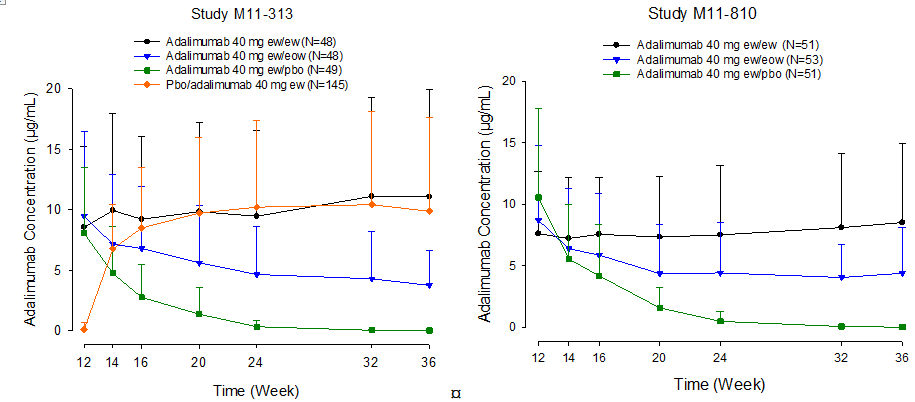 Study M11-313
Adalimumab 40 mg ew/ew (N=48)
Adalimumab 40 mg ew/eow (N=48)
Adalimumab 40 mg ew/pbo (N=49)
Pbo/adalimumab 40 mg ew (N=145)
Adalimumab Concentration (µg/mL)
20
15
10
5
0
12 14 16 20 24 32 36
Time (Week)
¤
Study M11-810
Adalimumab 40 mg ew/ew (N=51)
Adalimumab 40 mg ew/eow (N=53)
Adalimumab 40 mg ew/pbo (N=51)
Adalimumab Concentration (µg/mL)
20
15
10
5
0
12 14 16 20 24 32 36
Time (Week)